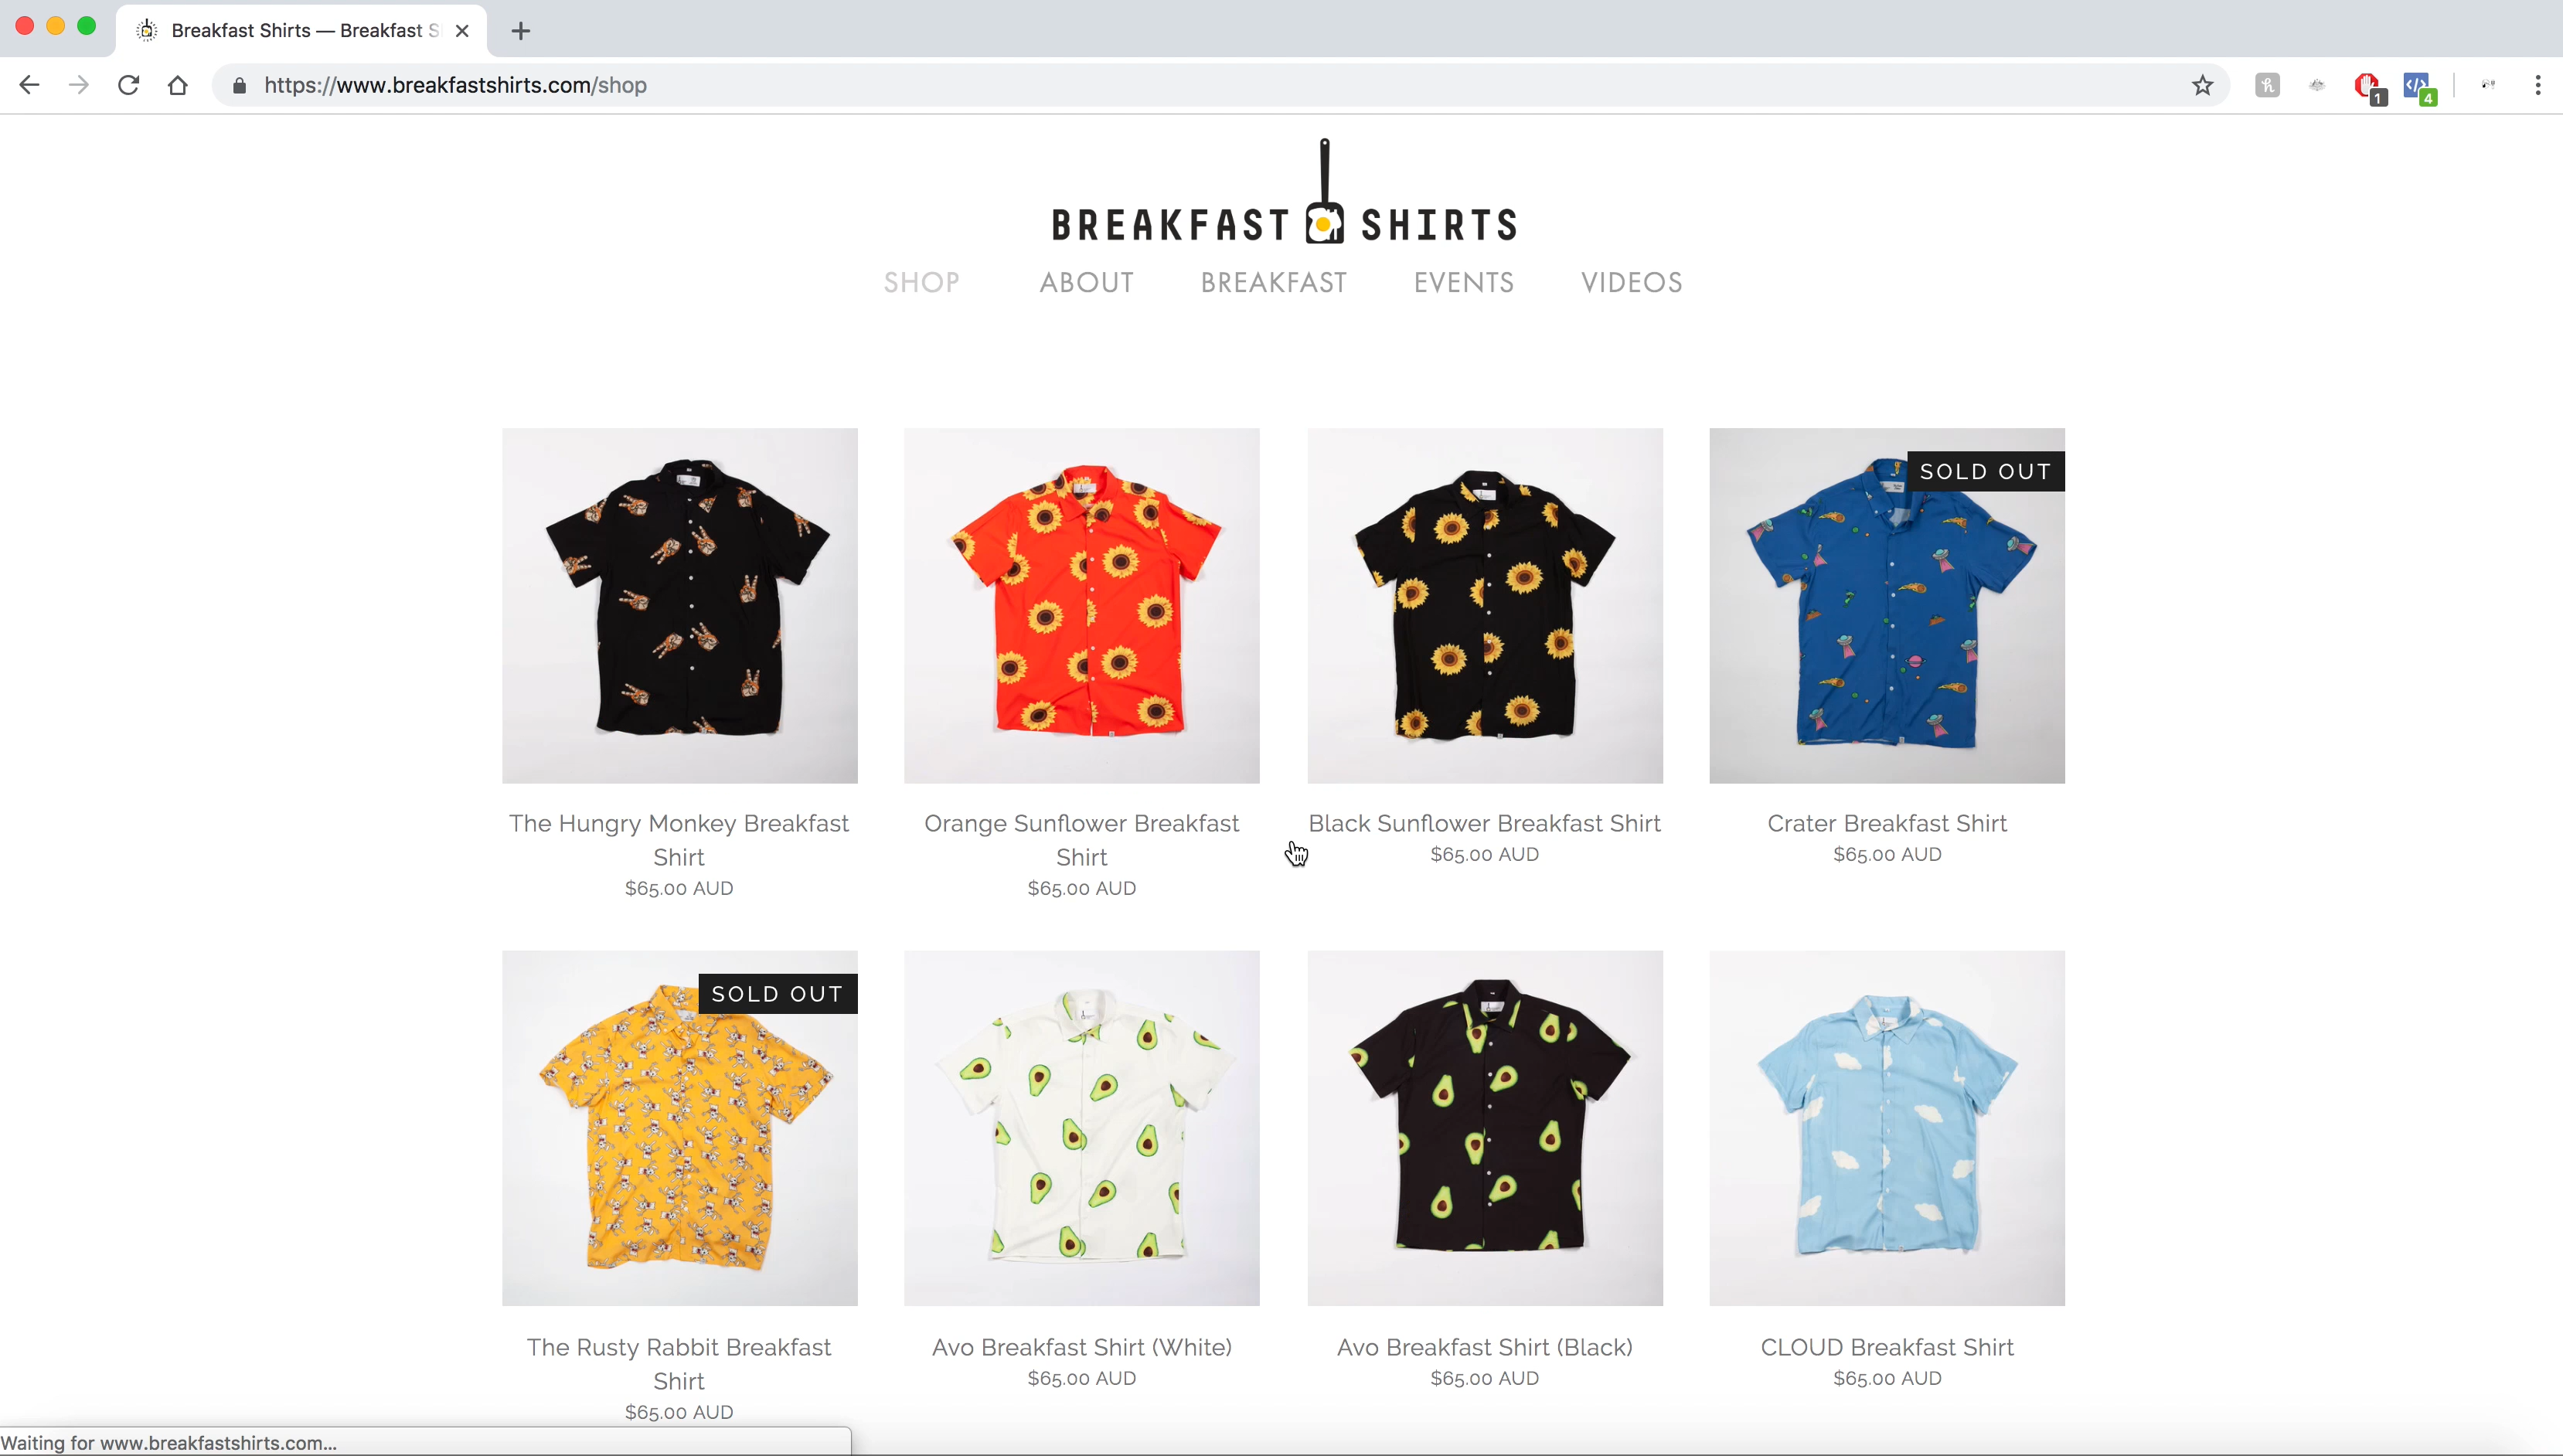 Breakfast Shirts — Breakfast S
https://www.breakfastshirts.com/shop
1
4
BREAKFAST SHIRTS
SHOP ABOUT BREAKFAST EVENTS VIDEOS
SOLD OUT
The Hungry Monkey Breakfast
Shirt
$65.00 AUD
Orange Sunflower Breakfast
Shirt
$65.00 AUD
Black Sunflower Breakfast Shirt
$65.00 AUD
Crater Breakfast Shirt
$65.00 AUD
SOLD OUT
The Rusty Rabbit Breakfast
Shirt
$65.00 AUD
Avo Breakfast Shirt (White)
$65.00 AUD
Avo Breakfast Shirt (Black)
$65.00 AUD
CLOUD Breakfast Shirt
$65.00 AUD
Waiting for www.breakfastshirts.com...